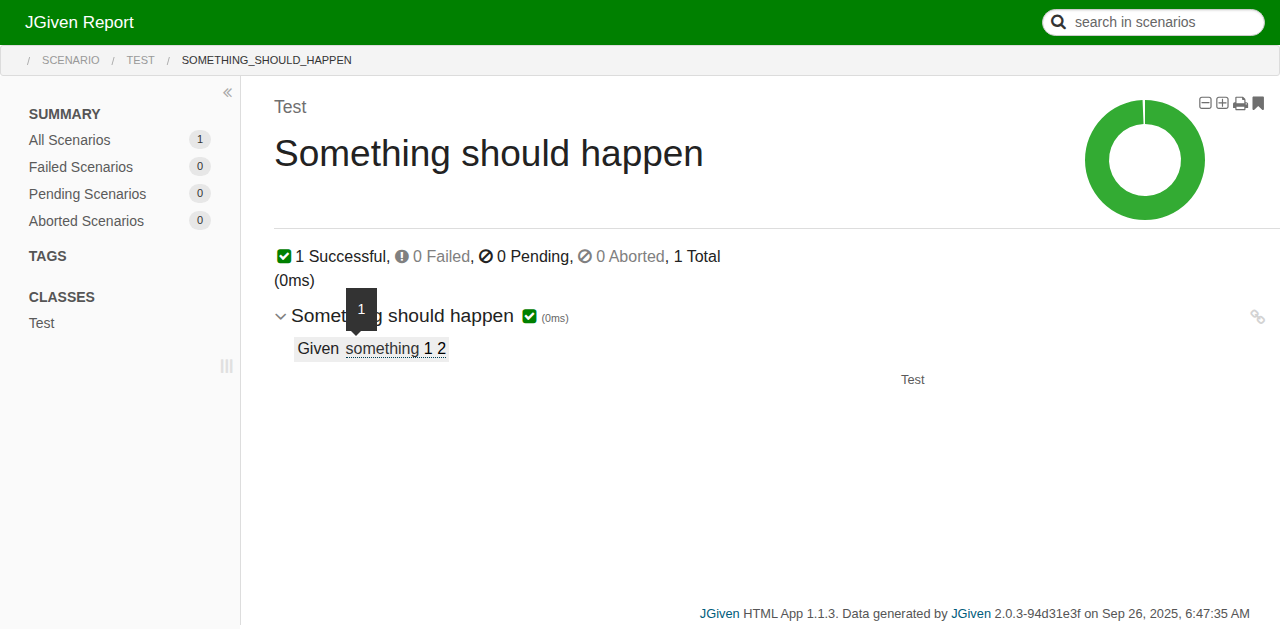 JGiven Report
search in scenarios
/ SCENARIO / TEST / SOMETHING_SHOULD_HAPPEN
«
SUMMARY
All Scenarios 1
Failed Scenarios 0
Pending Scenarios 0
Aborted Scenarios 0
TAGS
CLASSES
Test
Test
Something should happen
1 Successful, 0 Failed, 0 Pending, 0 Aborted, 1 Total
(0ms)
1
Something should happen (0ms)
Given something 1 2
Test
JGiven HTML App 1.1.3. Data generated by JGiven 2.0.3-94d31e3f on Sep 26, 2025, 6:47:35 AM